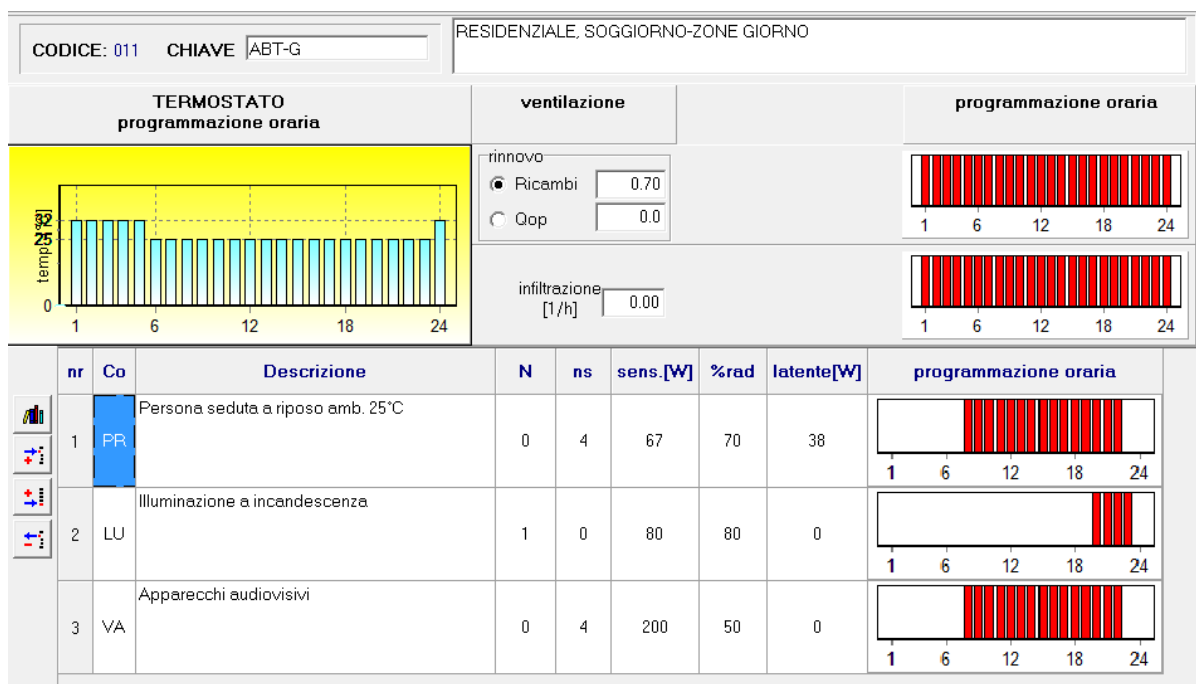 CODICE: 011 CHIAVE ABT-G
RESIDENZIALE, SOGGIORNO-ZONE GIORNO
TERMOSTATO
programmazione oraria
ventilazione
programmazione oraria
temp [°C]
32
25
0
1 6 12 18 24
rinnovo
Ricambi 0.70
Qop 0.0
1 6 12 18 24
infiltrazione
[1/h] 0.00
1 6 12 18 24
nr Co Descrizione N ns sens.[W] %rad latente[W] programmazione oraria
1 PR Persona seduta a riposo amb. 25°C 0 4 67 70 38
1 6 12 18 24
2 LU Illuminazione a incandescenza 1 0 80 80 0
1 6 12 18 24
3 VA Apparecchi audiovisivi 0 4 200 50 0
1 6 12 18 24